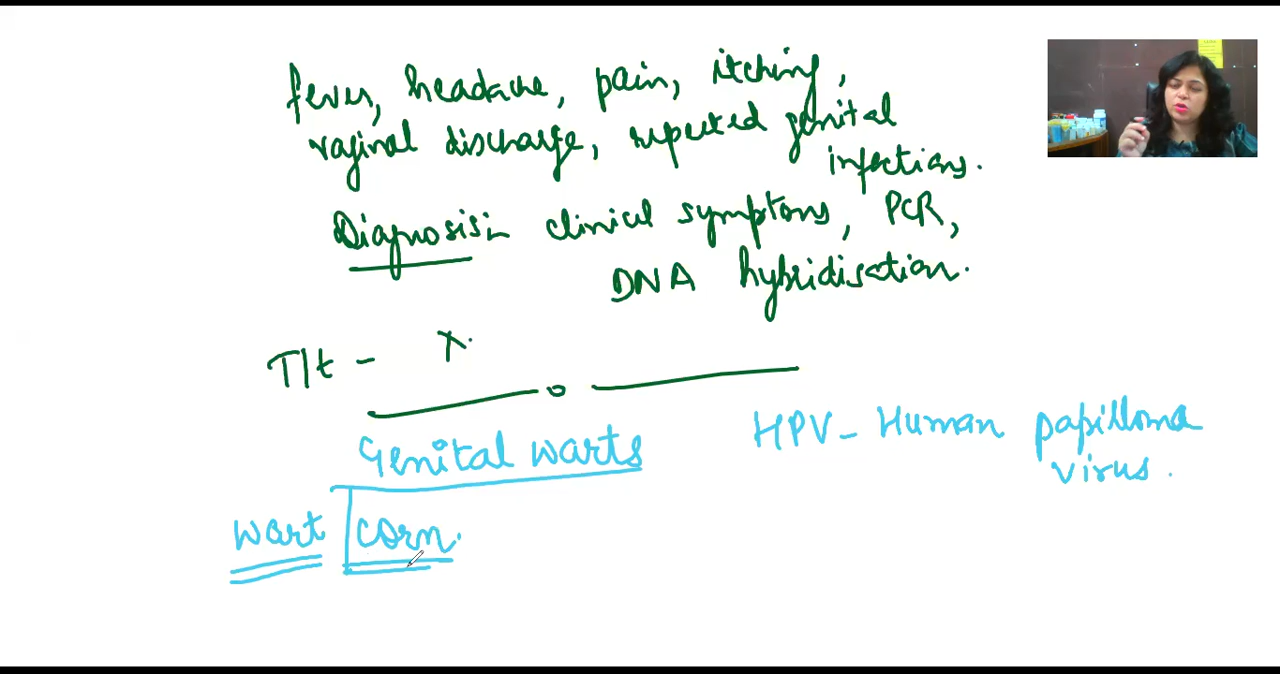 fever, headache, pain, itching,
vaginal discharge, repeated genital
infections.
Diagnosis:- clinical symptoms, PCR,
DNA hybridisation.
T/t - X.
Genital warts
HPV - Human papilloma
virus.
wart corn.